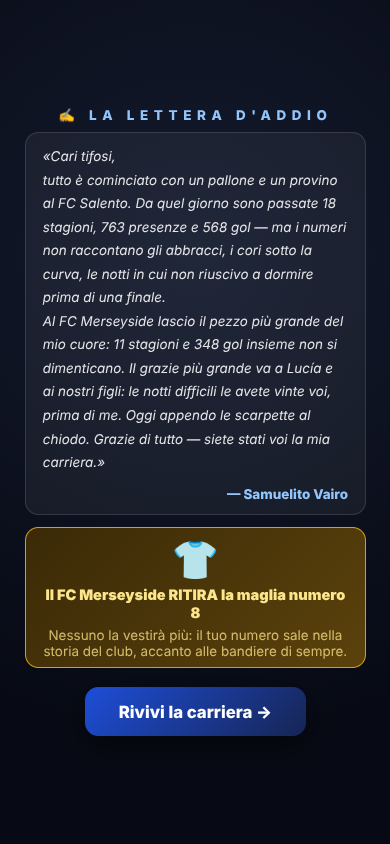 ✍️ LA LETTERA D'ADDIO
«Cari tifosi,
tutto è cominciato con un pallone e un provino
al FC Salento. Da quel giorno sono passate 18
stagioni, 763 presenze e 568 gol — ma i numeri
non raccontano gli abbracci, i cori sotto la
curva, le notti in cui non riuscivo a dormire
prima di una finale.
Al FC Merseyside lascio il pezzo più grande del
mio cuore: 11 stagioni e 348 gol insieme non si
dimenticano. Il grazie più grande va a Lucía e
ai nostri figli: le notti difficili le avete vinte voi,
prima di me. Oggi appendo le scarpette al
chiodo. Grazie di tutto — siete stati voi la mia
carriera.»
— Samuelito Vairo
Il FC Merseyside RITIRA la maglia numero
8
Nessuno la vestirà più: il tuo numero sale nella
storia del club, accanto alle bandiere di sempre.
Rivivi la carriera →